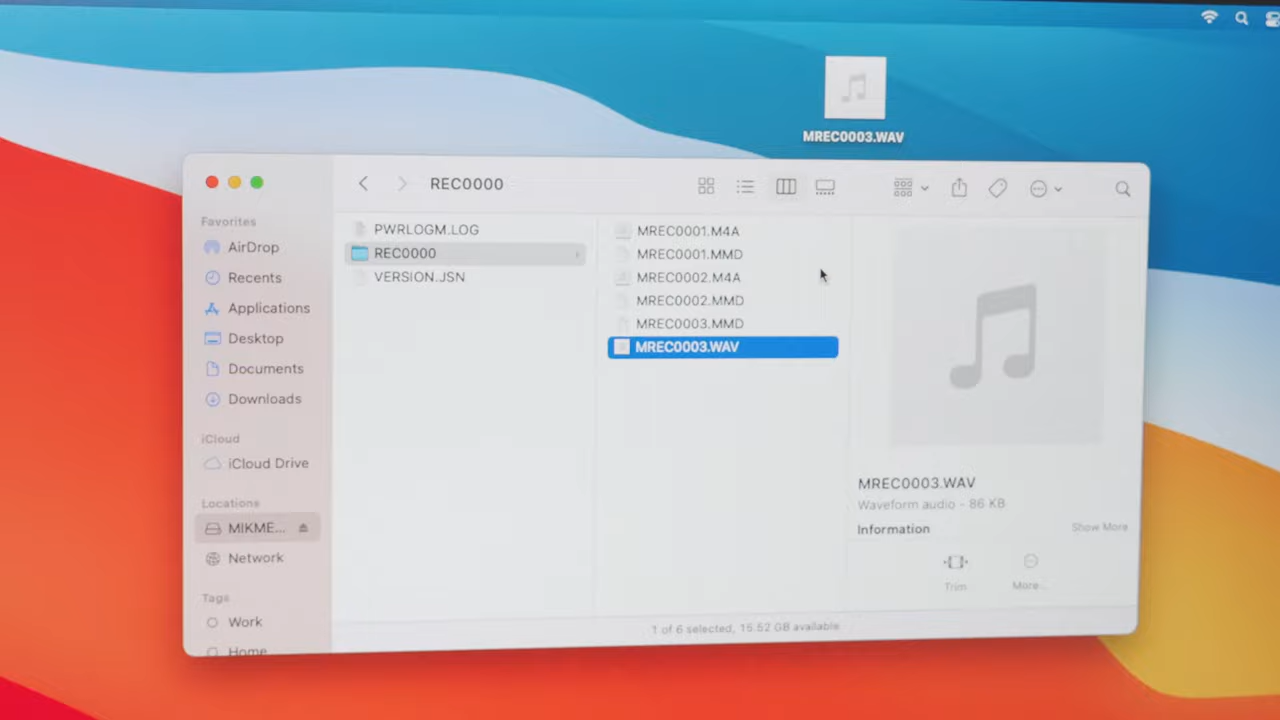 MREC0003.WAV
REC0000
Favorites
AirDrop
Recents
Applications
Desktop
Documents
Downloads
iCloud
iCloud Drive
Locations
MIKME...
Network
Tags
Work
Home
PWRLOGM.LOG
REC0000
VERSION.JSN
MREC0001.M4A
MREC0001.MMD
MREC0002.M4A
MREC0002.MMD
MREC0003.MMD
MREC0003.WAV
MREC0003.WAV
Waveform audio - 86 KB
Information
Show More
Trim
More...
1 of 6 selected, 15.52 GB available